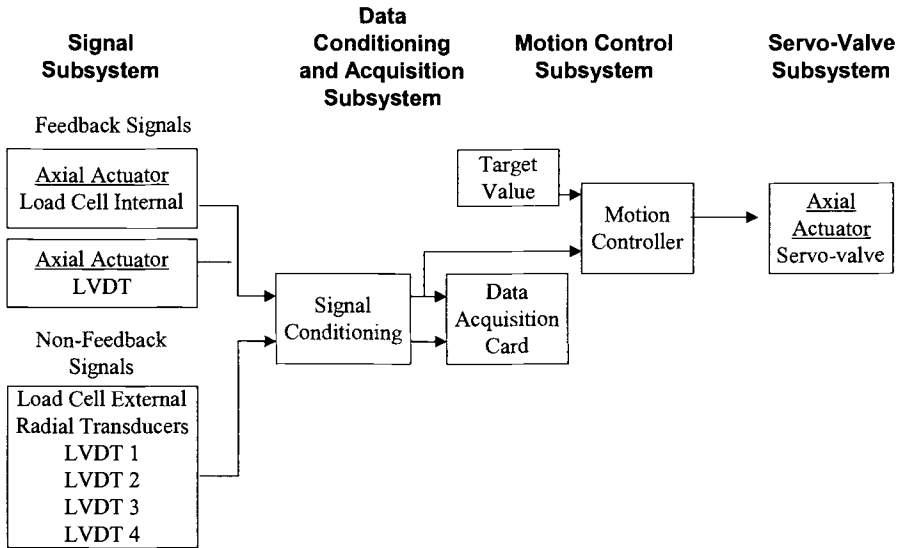 Signal
Subsystem
Data
Conditioning
and Acquisition
Subsystem
Motion Control
Subsystem
Servo-Valve
Subsystem
Feedback Signals
Axial Actuator
Load Cell Internal
Axial Actuator
LVDT
Non-Feedback
Signals
Load Cell External
Radial Transducers
LVDT 1
LVDT 2
LVDT 3
LVDT 4
Signal
Conditioning
Data
Acquisition
Card
Target
Value
Motion
Controller
Axial
Actuator
Servo-valve